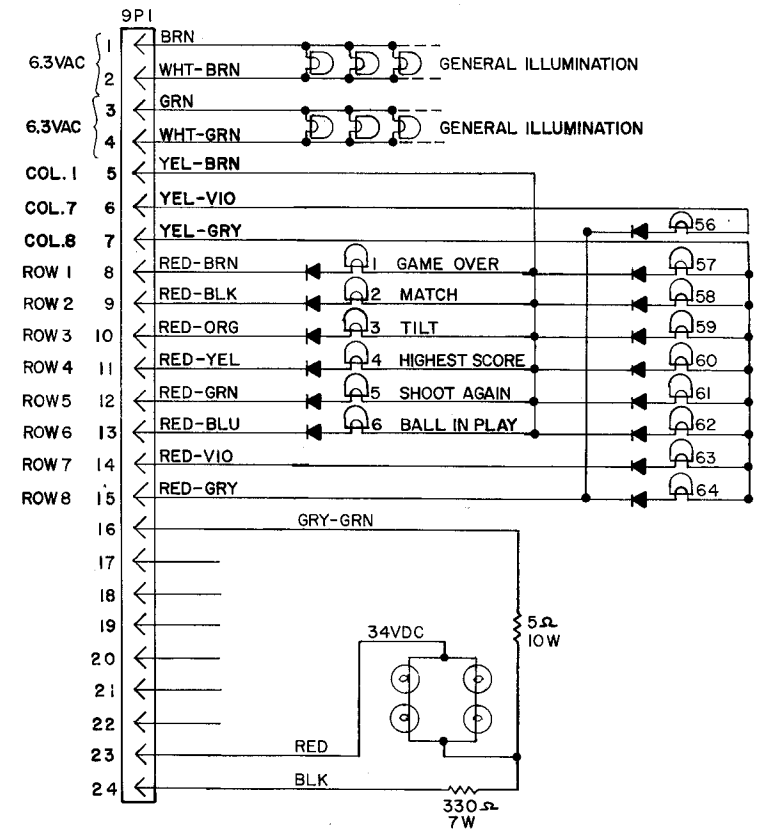 9P1
6.3VAC
1 BRN
2 WHT-BRN
GENERAL ILLUMINATION
6.3VAC
3 GRN
4 WHT-GRN
GENERAL ILLUMINATION
COL. 1 5 YEL-BRN
COL.7 6 YEL-VIO
56
COL.8 7 YEL-GRY
ROW 1 8 RED-BRN 1 GAME OVER 57
ROW 2 9 RED-BLK 2 MATCH 58
ROW 3 10 RED-ORG 3 TILT 59
ROW 4 11 RED-YEL 4 HIGHEST SCORE 60
ROW 5 12 RED-GRN 5 SHOOT AGAIN 61
ROW 6 13 RED-BLU 6 BALL IN PLAY 62
ROW 7 14 RED-VIO 63
ROW 8 15 RED-GRY 64
16 GRY-GRN
17
18
19
5Ω
10W
34VDC
20
21
22
23 RED
24 BLK
330Ω
7W